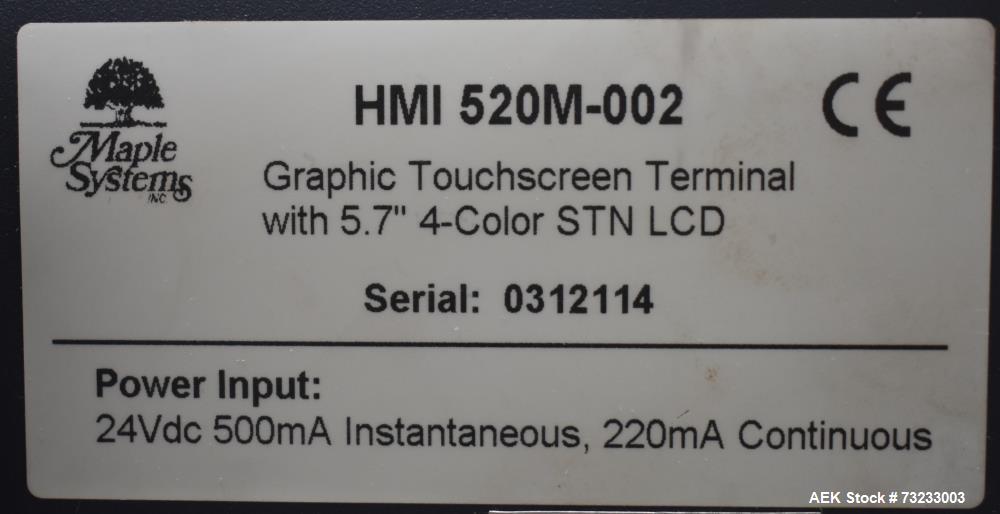 Maple
Systems
INC
HMI 520M-002
CE
Graphic Touchscreen Terminal
with 5.7" 4-Color STN LCD
Serial: 0312114
Power Input:
24Vdc 500mA Instantaneous, 220mA Continuous
AEK Stock # 73233003